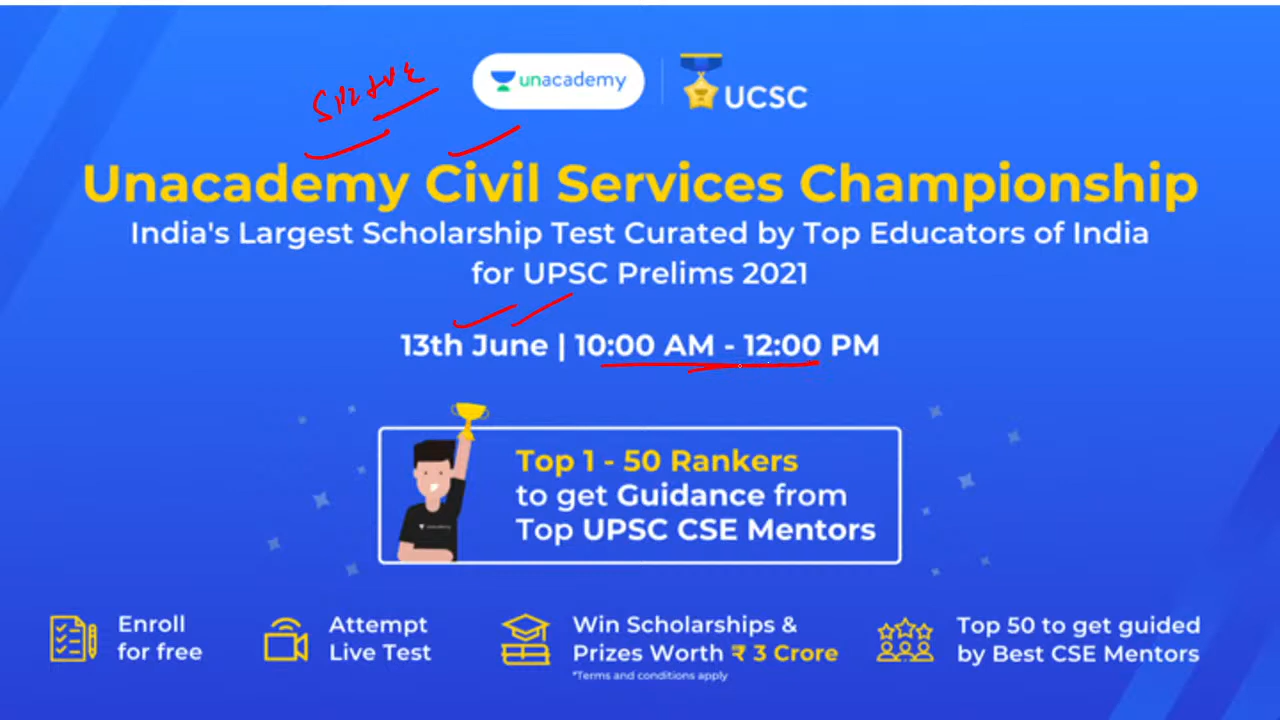 unacademy
UCSC
Unacademy Civil Services Championship
India's Largest Scholarship Test Curated by Top Educators of India
for UPSC Prelims 2021
13th June | 10:00 AM - 12:00 PM
Top 1 - 50 Rankers
to get Guidance from
Top UPSC CSE Mentors
Enroll
for free
Attempt
Live Test
Win Scholarships &
Prizes Worth ₹ 3 Crore
*Terms and conditions apply
Top 50 to get guided
by Best CSE Mentors